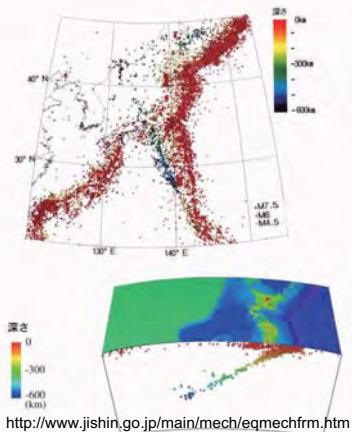 深さ
0km
-300km
-600km
40° N
30° N
130° E
140° E
.M7.5
.M6
.M4.5
深さ
0
-300
-600
(km)
http://www.jishin.go.jp/main/mech/eqmechfrm.htm